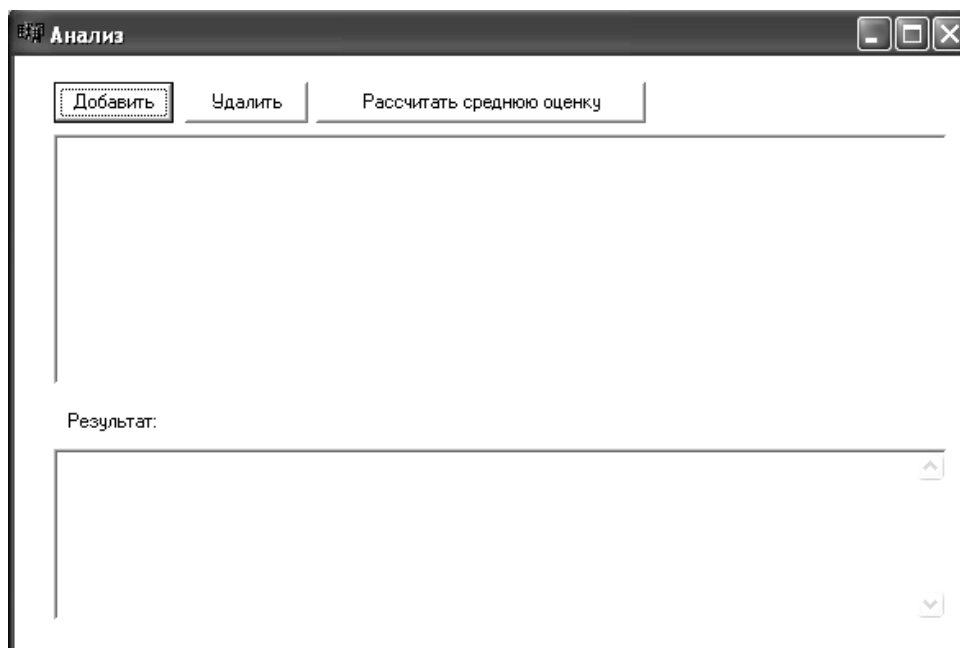 Анализ
Добавить Удалить Рассчитать среднюю оценку
Результат: